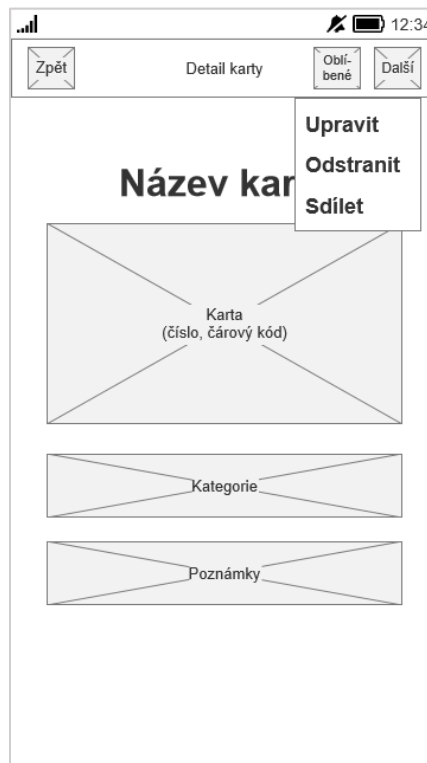 12:34
Zpět
Detail karty
Oblí-
bené
Další
Upravit
Odstranit
Sdílet
Název kar
Karta
(číslo, čárový kód)
Kategorie
Poznámky